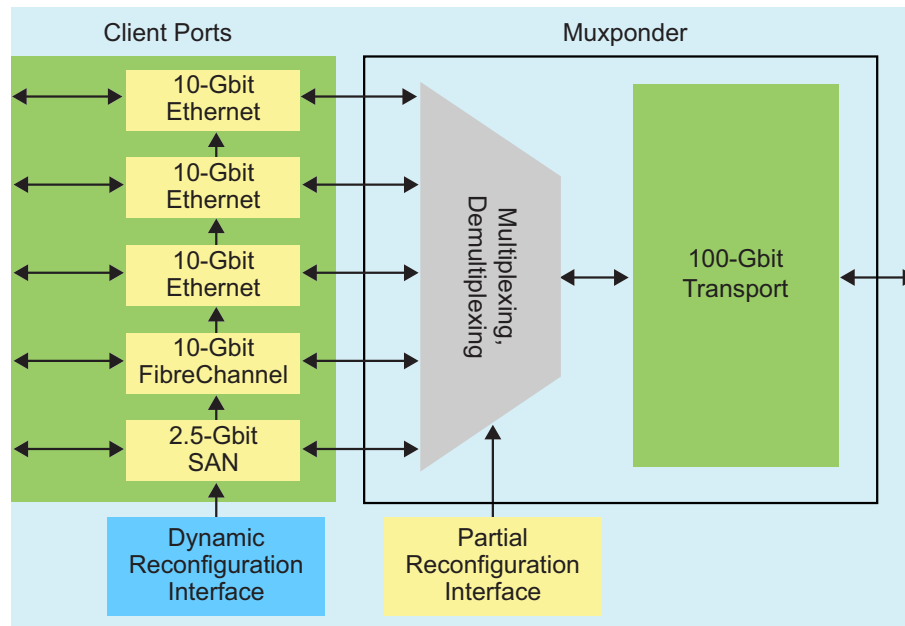 Client Ports
Muxponder
10-Gbit
Ethernet
10-Gbit
Ethernet
10-Gbit
Ethernet
10-Gbit
FibreChannel
2.5-Gbit
SAN
Multiplexing,
Demultiplexing
100-Gbit
Transport
Dynamic
Reconfiguration
Interface
Partial
Reconfiguration
Interface